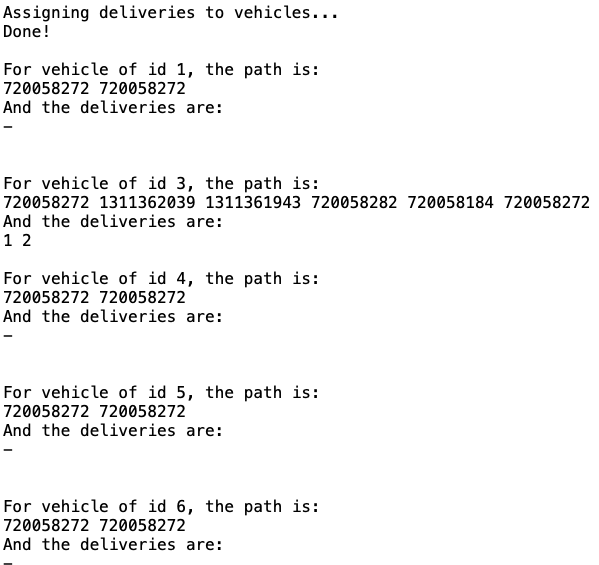 Assigning deliveries to vehicles...
Done!
For vehicle of id 1, the path is:
720058272 720058272
And the deliveries are:
–
For vehicle of id 3, the path is:
720058272 1311362039 1311361943 720058282 720058184 720058272
And the deliveries are:
1 2
For vehicle of id 4, the path is:
720058272 720058272
And the deliveries are:
–
For vehicle of id 5, the path is:
720058272 720058272
And the deliveries are:
–
For vehicle of id 6, the path is:
720058272 720058272
And the deliveries are:
–